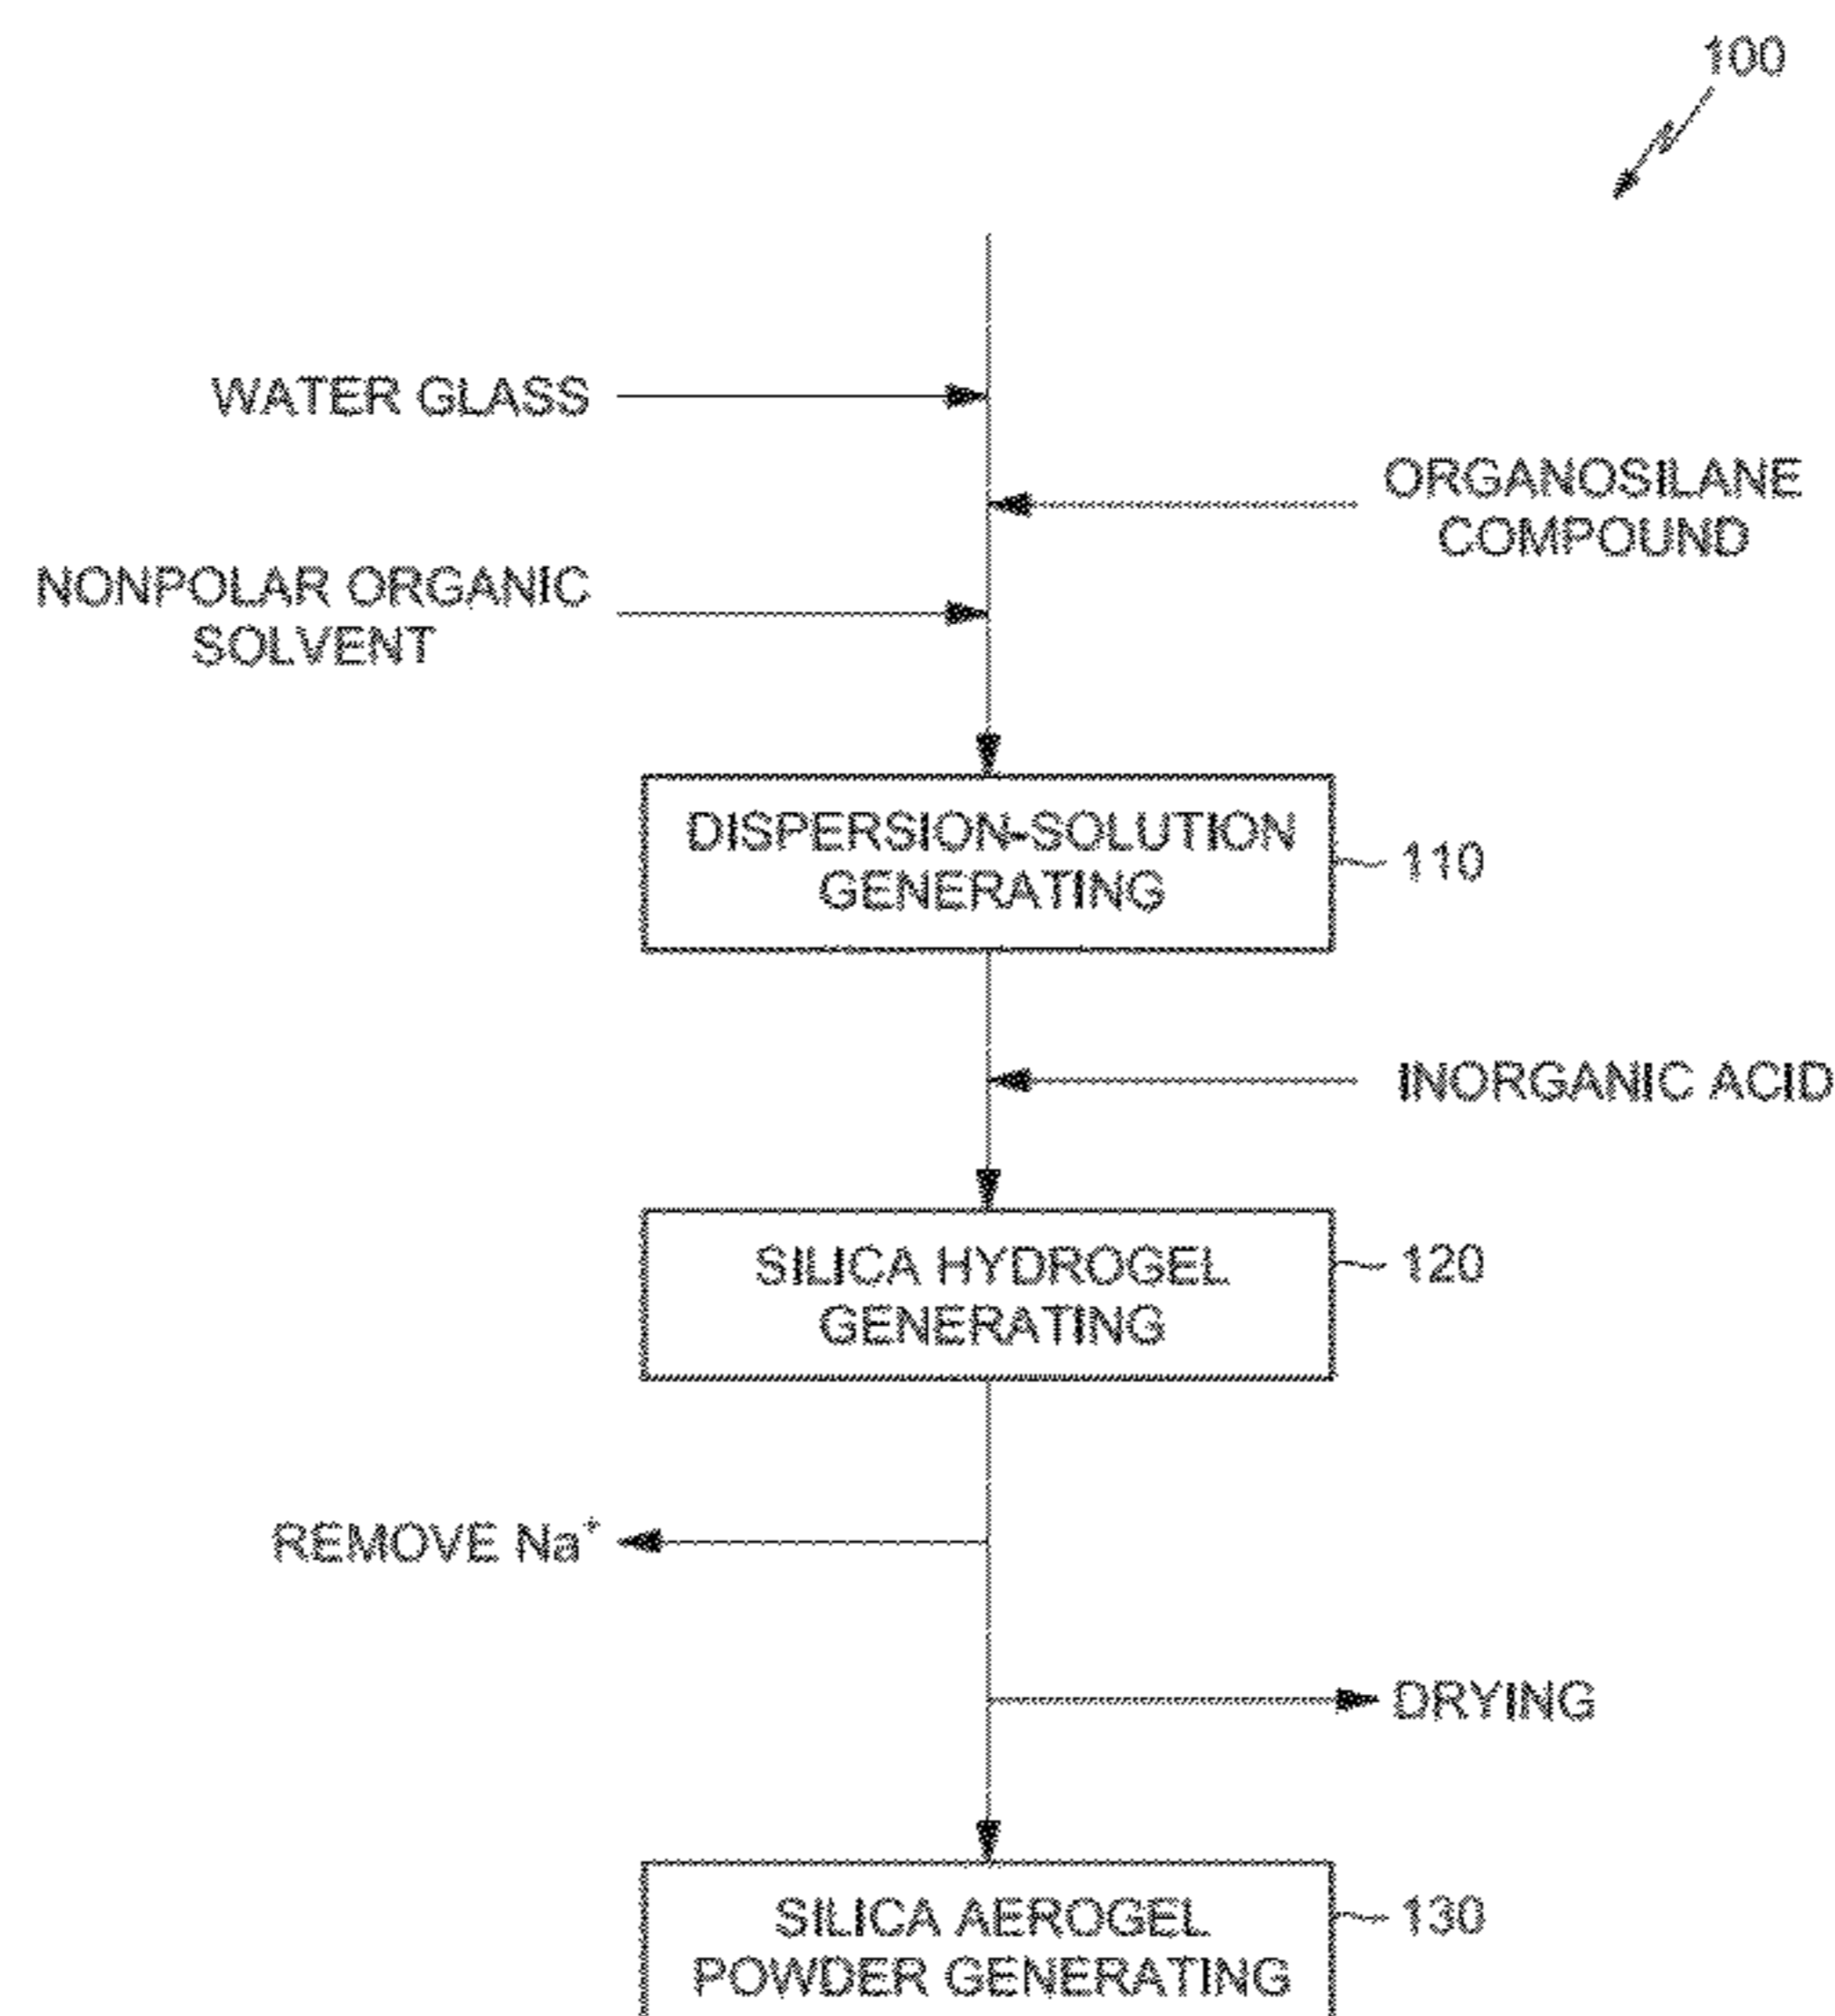 100
WATER GLASS
ORGANOSILANE
COMPOUND
NONPOLAR ORGANIC
SOLVENT
DISPERSION-SOLUTION
GENERATING
110
INORGANIC ACID
SILICA HYDROGEL
GENERATING
120
REMOVE Na⁺
DRYING
SILICA AEROGEL
POWDER GENERATING
130